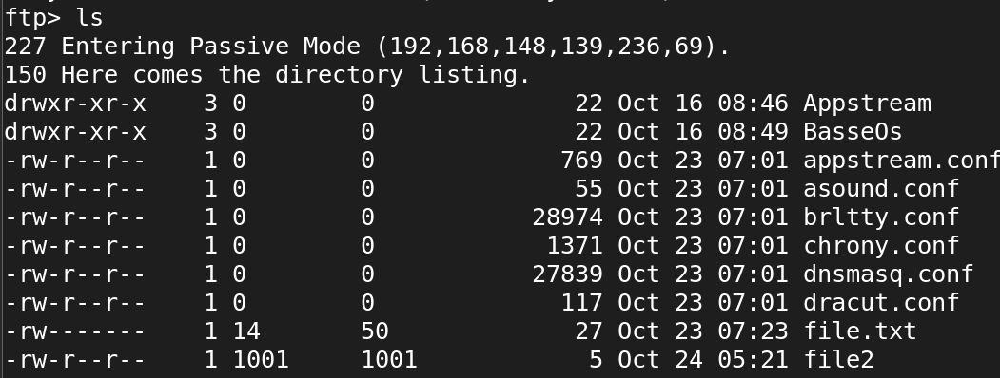 ftp> ls
227 Entering Passive Mode (192,168,148,139,236,69).
150 Here comes the directory listing.
drwxr-xr-x    3 0        0              22 Oct 16 08:46 Appstream
drwxr-xr-x    3 0        0              22 Oct 16 08:49 BasseOs
-rw-r--r--    1 0        0             769 Oct 23 07:01 appstream.conf
-rw-r--r--    1 0        0              55 Oct 23 07:01 asound.conf
-rw-r--r--    1 0        0           28974 Oct 23 07:01 brltty.conf
-rw-r--r--    1 0        0            1371 Oct 23 07:01 chrony.conf
-rw-r--r--    1 0        0           27839 Oct 23 07:01 dnsmasq.conf
-rw-r--r--    1 0        0             117 Oct 23 07:01 dracut.conf
-rw-------    1 14       50             27 Oct 23 07:23 file.txt
-rw-r--r--    1 1001     1001            5 Oct 24 05:21 file2